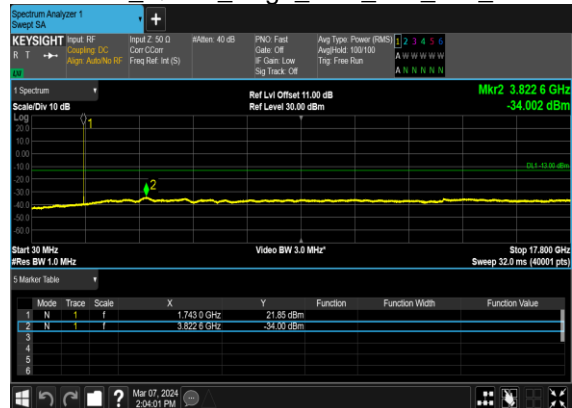 Spectrum Analyzer 1
Swept SA
+
KEYSIGHT Input: RF Input Z: 50 Ω #Atten: 40 dB PNO: Fast Avg Type: Power (RMS) 1 2 3 4 5 6
R T Coupling: DC Corr CCorr Gate: Off Avg|Hold: 100/100 A W W W W W
Align: Auto/No RF Freq Ref: Int (S) IF Gain: Low Trig: Free Run
Sig Track: Off A N N N N N
1 Spectrum Ref Lvl Offset 11.00 dB Mkr2 3.822 6 GHz
Scale/Div 10 dB Ref Level 30.00 dBm -34.002 dBm
Log
20.0
10.0
0.00
-10.0
-20.0
-30.0
-40.0
-50.0
-60.0
1
2
DL1 -13.00 dBm
Start 30 MHz Video BW 3.0 MHz* Stop 17.800 GHz
#Res BW 1.0 MHz Sweep 32.0 ms (40001 pts)
5 Marker Table
Mode Trace Scale X Y Function Function Width Function Value
1 N 1 f 1.743 0 GHz 21.85 dBm
2 N 1 f 3.822 6 GHz -34.00 dBm
3
4
5
6
? Mar 07, 2024
2:04:01 PM